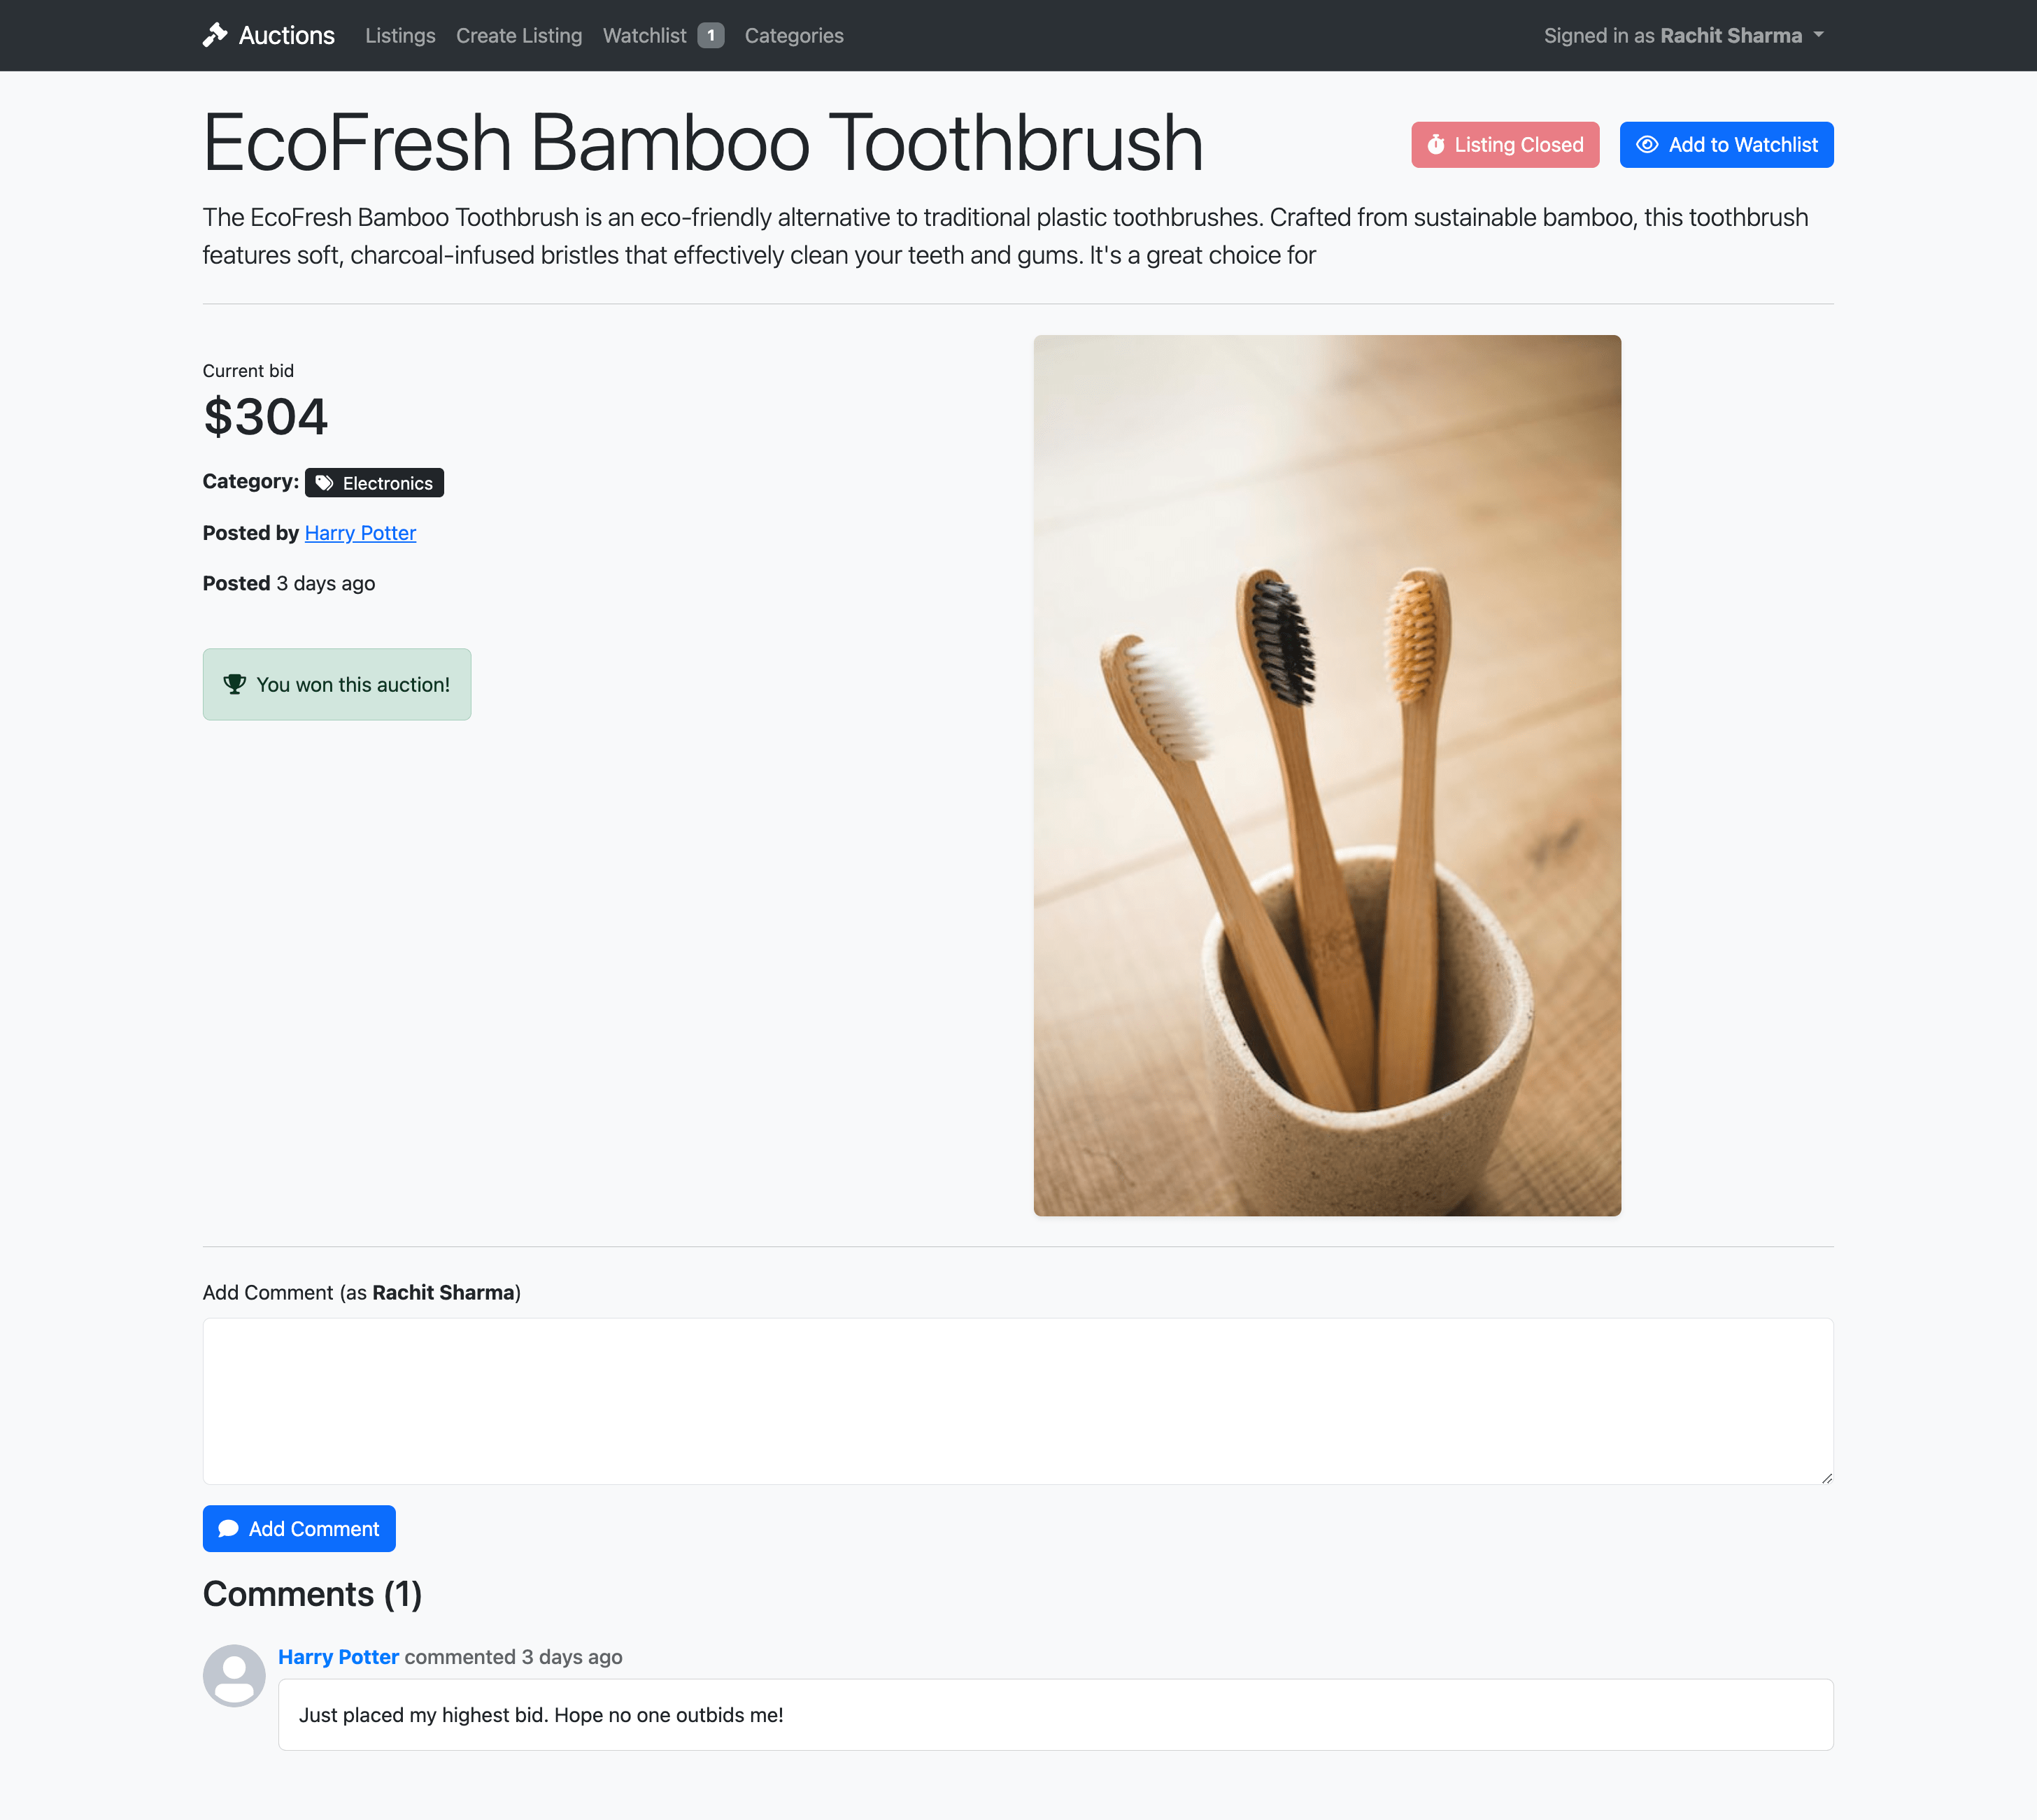 Auctions Listings Create Listing Watchlist 1 Categories Signed in as Rachit Sharma
EcoFresh Bamboo Toothbrush
Listing Closed Add to Watchlist
The EcoFresh Bamboo Toothbrush is an eco-friendly alternative to traditional plastic toothbrushes. Crafted from sustainable bamboo, this toothbrush
features soft, charcoal-infused bristles that effectively clean your teeth and gums. It's a great choice for
Current bid
$304
Category: Electronics
Posted by Harry Potter
Posted 3 days ago
You won this auction!
Add Comment (as Rachit Sharma)
Add Comment
Comments (1)
Harry Potter commented 3 days ago
Just placed my highest bid. Hope no one outbids me!